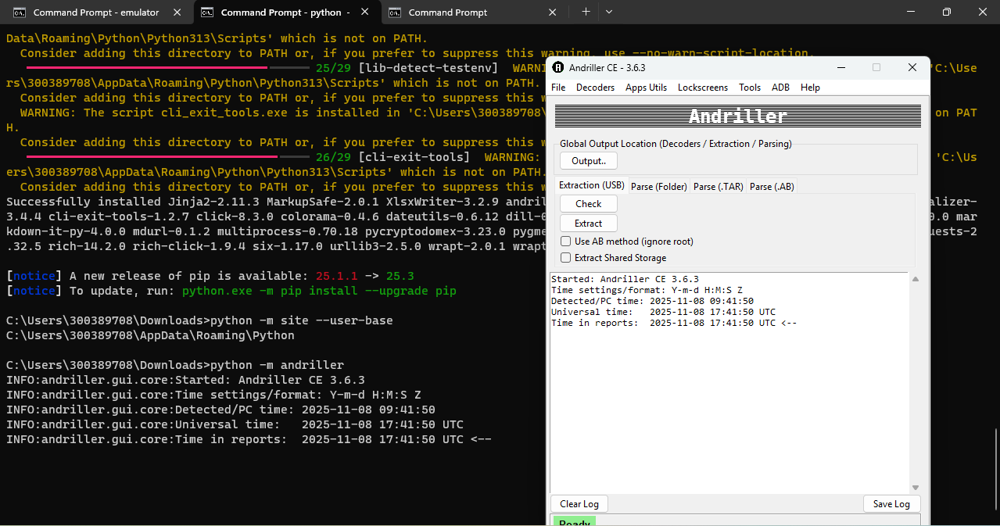 Command Prompt - emulator
Command Prompt - python -
Command Prompt
Data\Roaming\Python\Python313\Scripts' which is not on PATH.
Consider adding this directory to PATH or, if you prefer to suppress this warning, use --no-warn-script-location.
25/29 [lib-detect-testenv] WARNI 'C:\Use
rs\300389708\AppData\Roaming\Python\Python313\Scripts' which is not on PATH.
Consider adding this directory to PATH or, if you prefer to suppress this w
WARNING: The script cli_exit_tools.exe is installed in 'C:\Users\300389708\ on PAT
H.
Consider adding this directory to PATH or, if you prefer to suppress this w
26/29 [cli-exit-tools] WARNING: 'C:\Us
ers\300389708\AppData\Roaming\Python\Python313\Scripts' which is not on PATH.
Consider adding this directory to PATH or, if you prefer to suppress this w
Successfully installed Jinja2-2.11.3 MarkupSafe-2.0.1 XlsxWriter-3.2.9 andril alizer-
3.4.4 cli-exit-tools-1.2.7 click-8.3.0 colorama-0.4.6 dateutils-0.6.12 dill-0 0.0 mar
kdown-it-py-4.0.0 mdurl-0.1.2 multiprocess-0.70.18 pycryptodomex-3.23.0 pygme uests-2
.32.5 rich-14.2.0 rich-click-1.9.4 six-1.17.0 urllib3-2.5.0 wrapt-2.0.1 wrapt
[notice] A new release of pip is available: 25.1.1 -> 25.3
[notice] To update, run: python.exe -m pip install --upgrade pip
C:\Users\300389708\Downloads>python -m site --user-base
C:\Users\300389708\AppData\Roaming\Python
C:\Users\300389708\Downloads>python -m andriller
INFO:andriller.gui.core:Started: Andriller CE 3.6.3
INFO:andriller.gui.core:Time settings/format: Y-m-d H:M:S Z
INFO:andriller.gui.core:Detected/PC time: 2025-11-08 09:41:50
INFO:andriller.gui.core:Universal time:   2025-11-08 17:41:50 UTC
INFO:andriller.gui.core:Time in reports:  2025-11-08 17:41:50 UTC <--
Andriller CE - 3.6.3
File Decoders Apps Utils Lockscreens Tools ADB Help
Andriller
Global Output Location (Decoders / Extraction / Parsing)
Output..
Extraction (USB) Parse (Folder) Parse (.TAR) Parse (.AB)
Check
Extract
Use AB method (ignore root)
Extract Shared Storage
Started: Andriller CE 3.6.3
Time settings/format: Y-m-d H:M:S Z
Detected/PC time: 2025-11-08 09:41:50
Universal time:   2025-11-08 17:41:50 UTC
Time in reports:  2025-11-08 17:41:50 UTC <--
Clear Log
Save Log
Ready